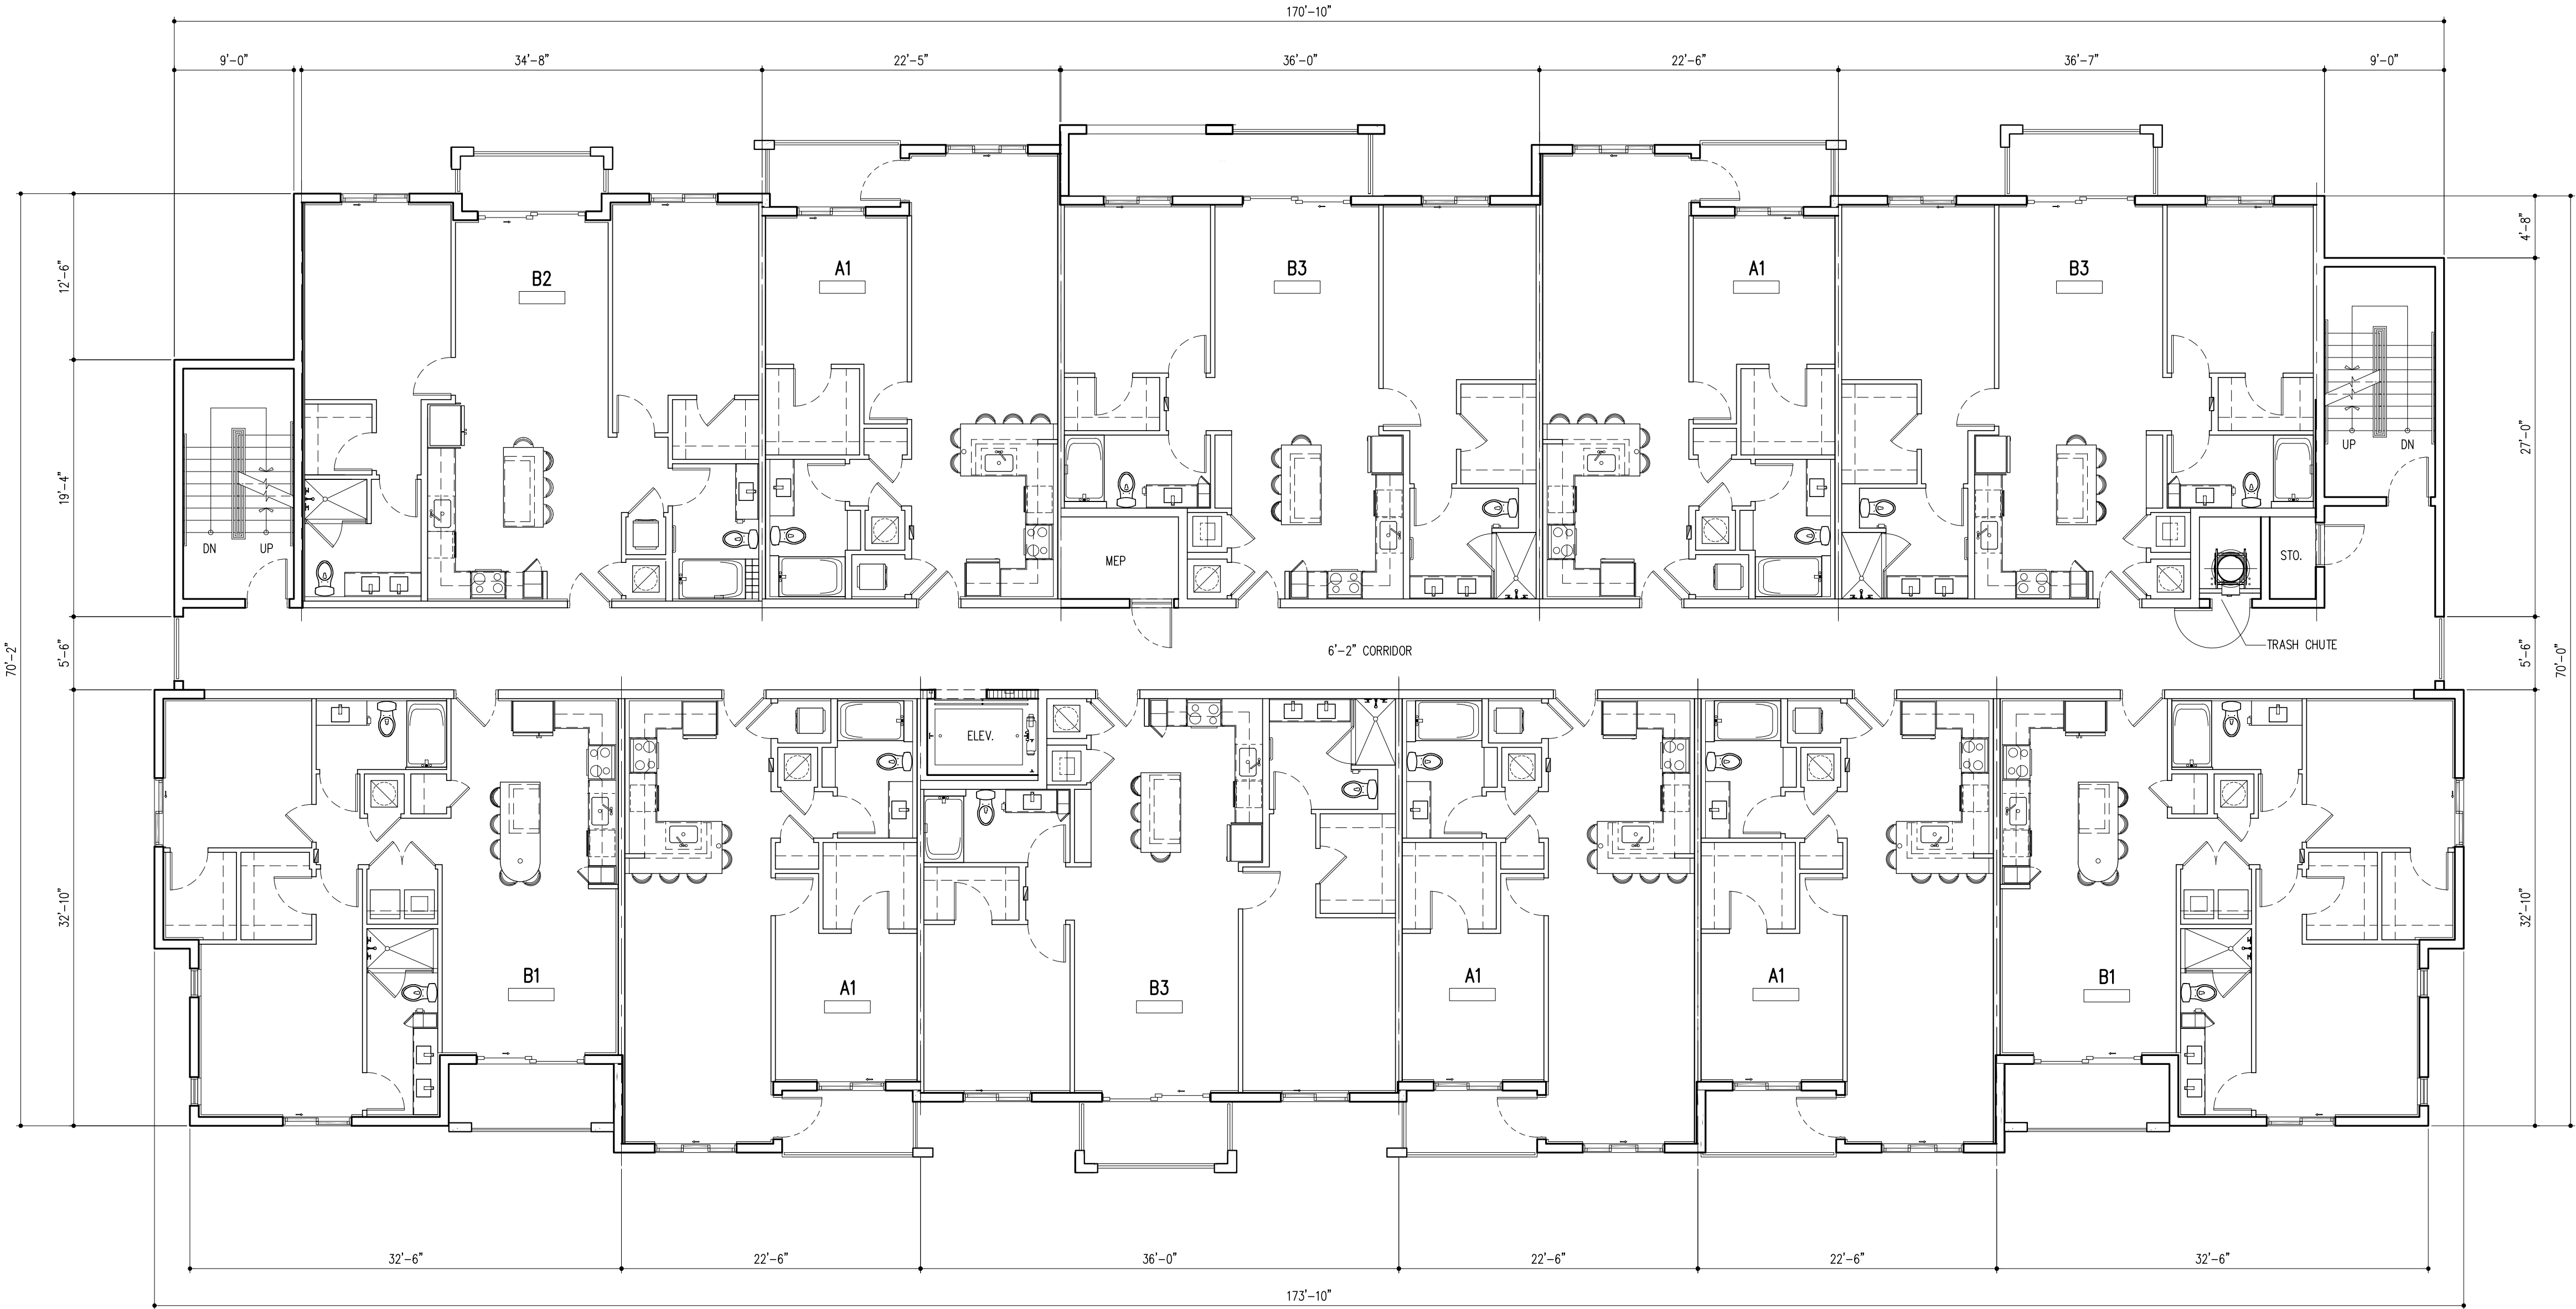 170'-10"
9'-0" 34'-8" 22'-5" 36'-0" 22'-6" 36'-7" 9'-0"
4'-8"
12'-6"
B2 A1 B3 A1 B3
27'-0"
UP DN
19'-4"
DN UP
MEP
STO.
70'-2"
5'-6"
6'-2" CORRIDOR
TRASH CHUTE
5'-6"
70'-0"
ELEV.
32'-10"
32'-10"
B1 A1 B3 A1 A1 B1
32'-6" 22'-6" 36'-0" 22'-6" 22'-6" 32'-6"
173'-10"